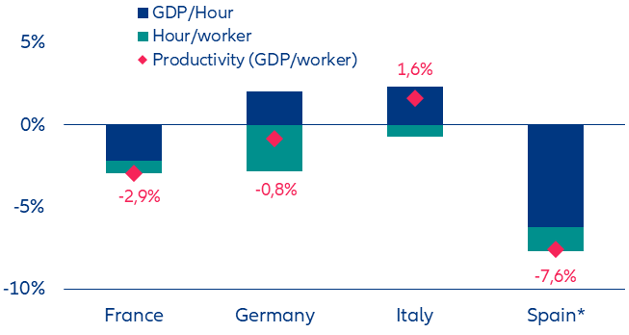 GDP/Hour
Hour/worker
Productivity (GDP/worker)
5%
1,6%
0%
-2,9%
-0,8%
-5%
-7,6%
-10%
France Germany Italy Spain*